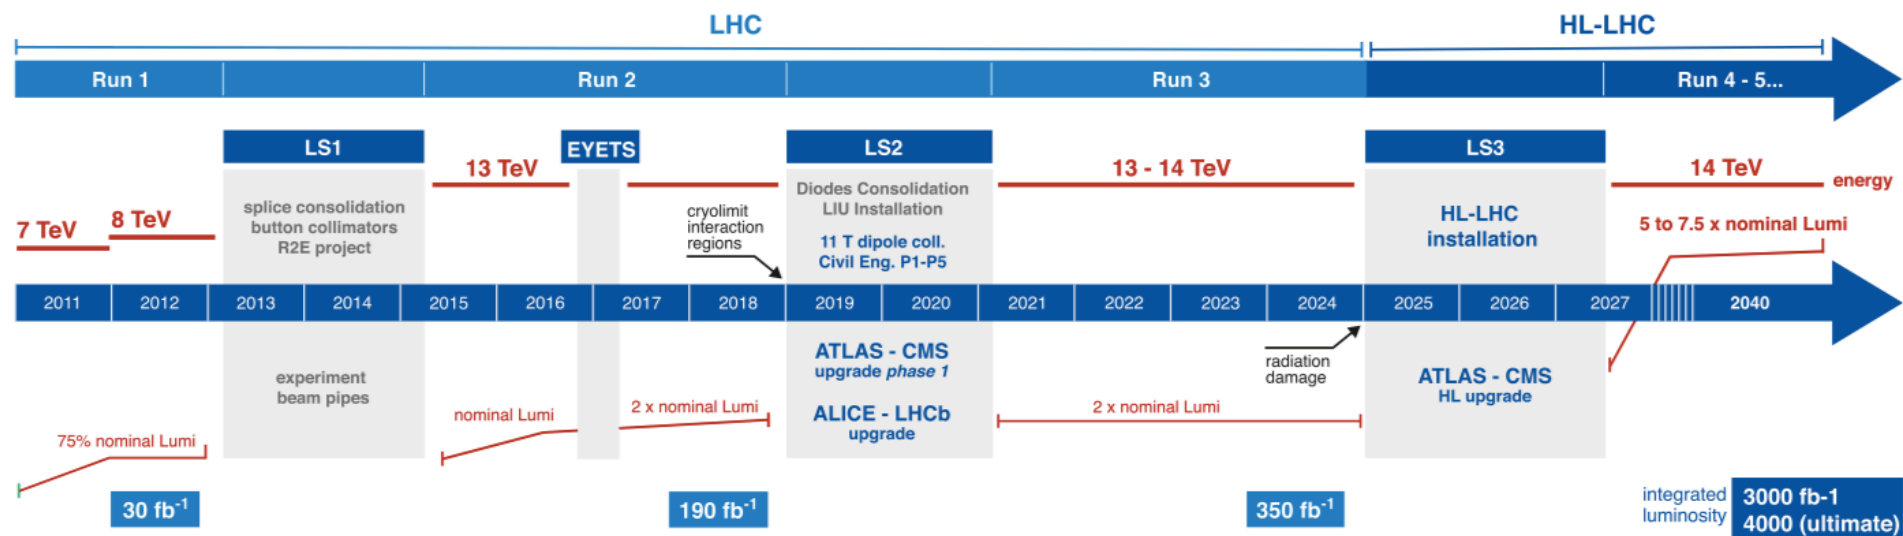 LHC
HL-LHC
Run 1
Run 2
Run 3
Run 4 - 5...
LS1
EYETS
LS2
LS3
13 TeV
13 - 14 TeV
14 TeV
energy
7 TeV
8 TeV
splice consolidation
button collimators
R2E project
cryolimit
interaction
regions
Diodes Consolidation
LIU Installation
11 T dipole coll.
Civil Eng. P1-P5
HL-LHC
installation
5 to 7.5 x nominal Lumi
2011
2012
2013
2014
2015
2016
2017
2018
2019
2020
2021
2022
2023
2024
2025
2026
2027
2040
experiment
beam pipes
ATLAS - CMS
upgrade phase 1
ALICE - LHCb
upgrade
radiation
damage
ATLAS - CMS
HL upgrade
75% nominal Lumi
nominal Lumi
2 x nominal Lumi
2 x nominal Lumi
30 fb-1
190 fb-1
350 fb-1
integrated
luminosity
3000 fb-1
4000 (ultimate)